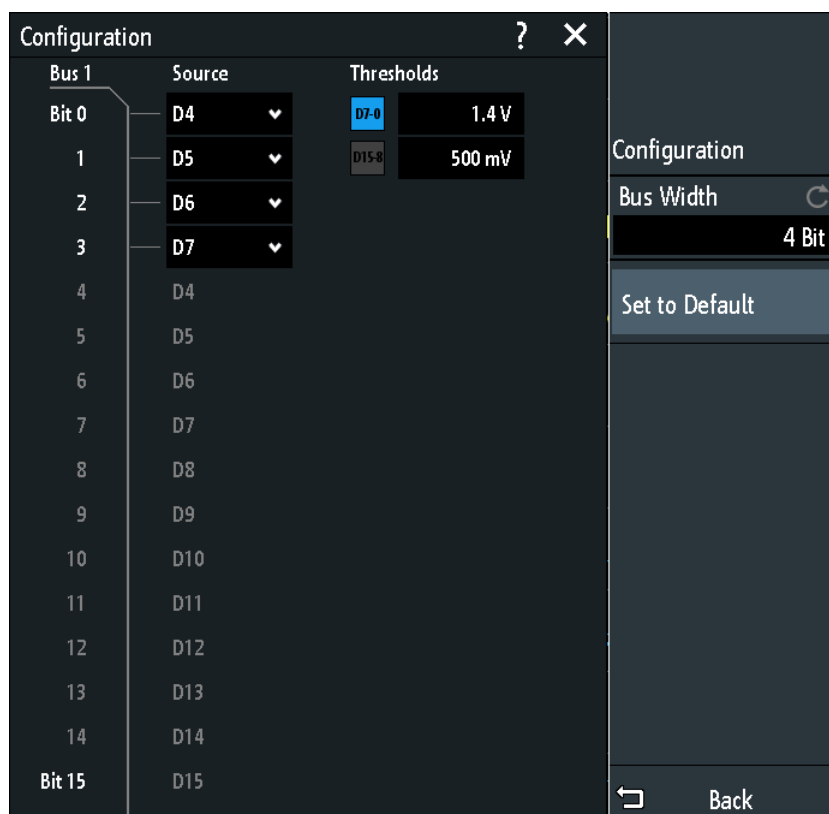 Configuration ?
Bus 1 Source Thresholds
Bit 0 D4 D7-0 1.4 V
1 D5 D15-8 500 mV
2 D6
3 D7
4 D4
5 D5
6 D6
7 D7
8 D8
9 D9
10 D10
11 D11
12 D12
13 D13
14 D14
Bit 15 D15
Configuration
Bus Width
4 Bit
Set to Default
Back